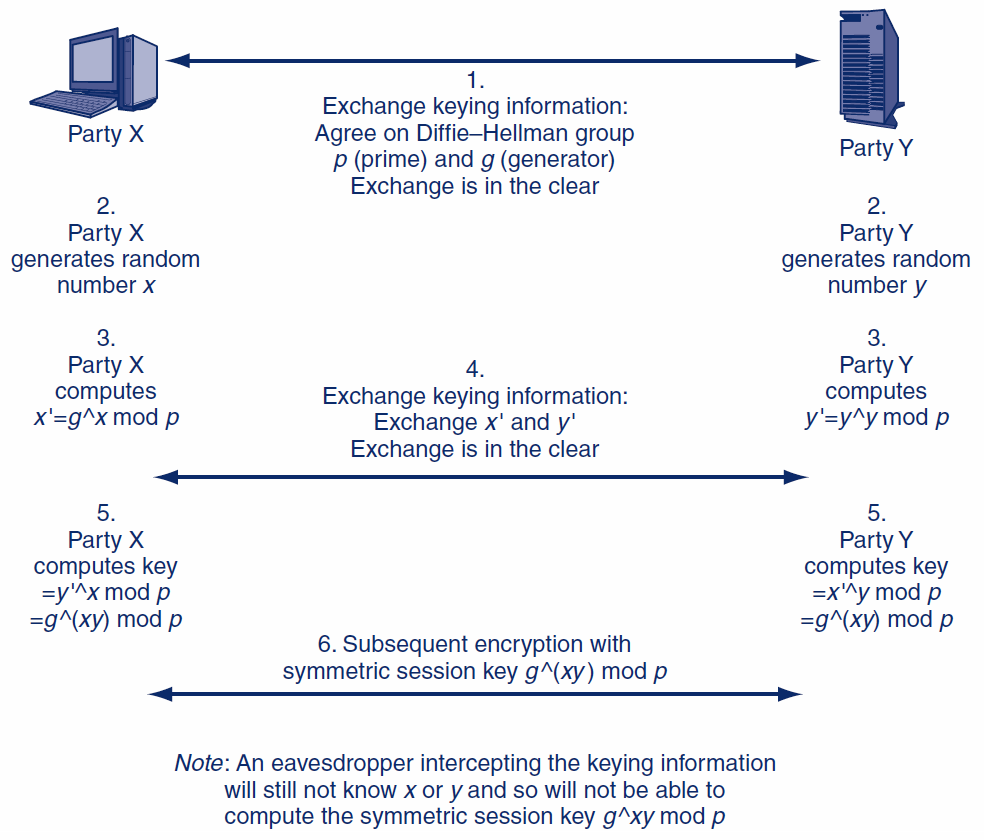 Party X
Party Y
1.
Exchange keying information:
Agree on Diffie–Hellman group
p (prime) and g (generator)
Exchange is in the clear
2.
Party X
generates random
number x
2.
Party Y
generates random
number y
3.
Party X
computes
x'=g^x mod p
3.
Party Y
computes
y'=y^y mod p
4.
Exchange keying information:
Exchange x' and y'
Exchange is in the clear
5.
Party X
computes key
=y'^x mod p
=g^(xy) mod p
5.
Party Y
computes key
=x'^y mod p
=g^(xy) mod p
6. Subsequent encryption with
symmetric session key g^(xy) mod p
Note: An eavesdropper intercepting the keying information
will still not know x or y and so will not be able to
compute the symmetric session key g^xy mod p